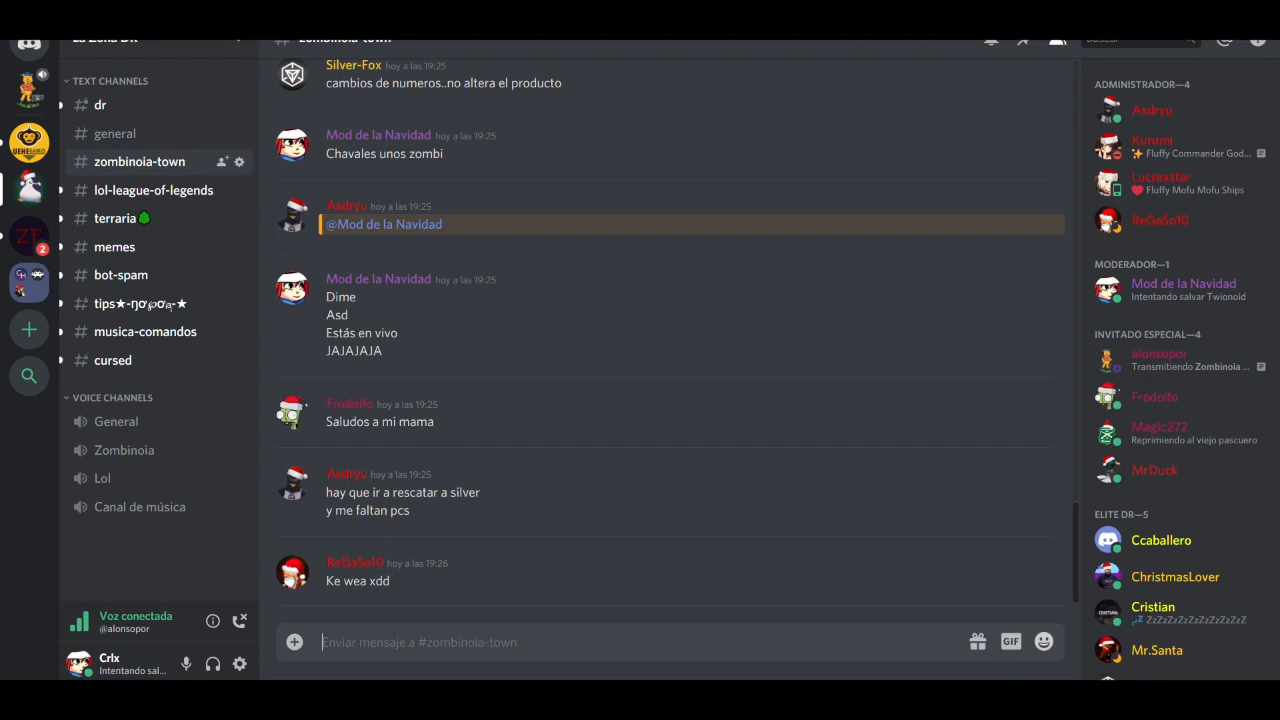 La Zona DR
zombinoia-town
Buscar
TEXT CHANNELS
dr
general
zombinoia-town
lol-league-of-legends
terraria
memes
bot-spam
musica-comandos
cursed
VOICE CHANNELS
General
Zombinoia
Lol
Canal de música
Voz conectada
@alonsopor
Crlx
Intentando sal...
UEHEGAMES
ZF
2
CH
Silver-Fox hoy a las 19:25
cambios de numeros..no altera el producto
Mod de la Navidad hoy a las 19:25
Chavales unos zombi
Asdryu hoy a las 19:25
@Mod de la Navidad
Mod de la Navidad hoy a las 19:25
Dime
Asd
Estás en vivo
JAJAJAJA
Frodolfo hoy a las 19:25
Saludos a mi mama
Asdryu hoy a las 19:25
hay que ir a rescatar a silver
y me faltan pcs
ReGaSo10 hoy a las 19:26
Ke wea xdd
Enviar mensaje a #zombinoia-town
GIF
ADMINISTRADOR—4
Asdryu
Kurumi
Fluffy Commander God...
Lucrexstar
Fluffy Mofu Mofu Ships
ReGaSo10
MODERADOR—1
Mod de la Navidad
Intentando salvar Twionoid
INVITADO ESPECIAL—4
alonsopor
Transmitiendo Zombinoia ...
Frodolfo
Magic272
Reprimiendo al viejo pascuero
MrDuck
ELITE DR—5
Ccaballero
ChristmasLover
Cristian
ZzZzZzZzZzZzZzZzZzZ
Mr.Santa